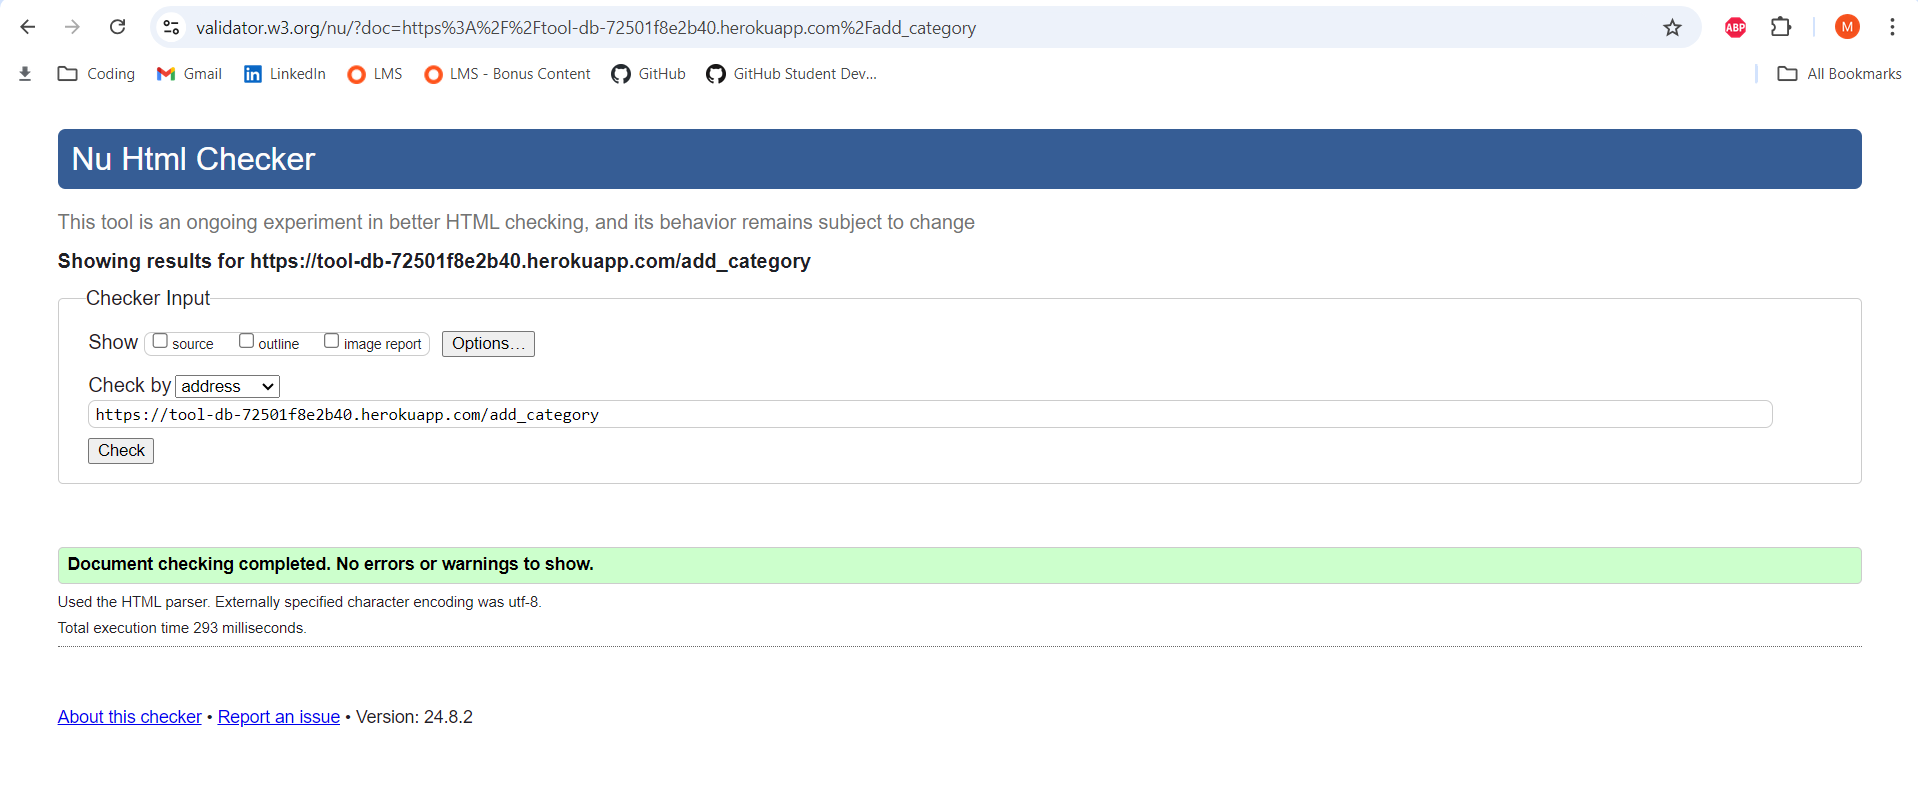 validator.w3.org/nu/?doc=https%3A%2F%2Ftool-db-72501f8e2b40.herokuapp.com%2Fadd_category
ABP
M
Coding
Gmail
LinkedIn
LMS
LMS - Bonus Content
GitHub
GitHub Student Dev...
All Bookmarks
Nu Html Checker
This tool is an ongoing experiment in better HTML checking, and its behavior remains subject to change
Showing results for https://tool-db-72501f8e2b40.herokuapp.com/add_category
Checker Input
Show source outline image report Options...
Check by address
https://tool-db-72501f8e2b40.herokuapp.com/add_category
Check
Document checking completed. No errors or warnings to show.
Used the HTML parser. Externally specified character encoding was utf-8.
Total execution time 293 milliseconds.
About this checker • Report an issue • Version: 24.8.2